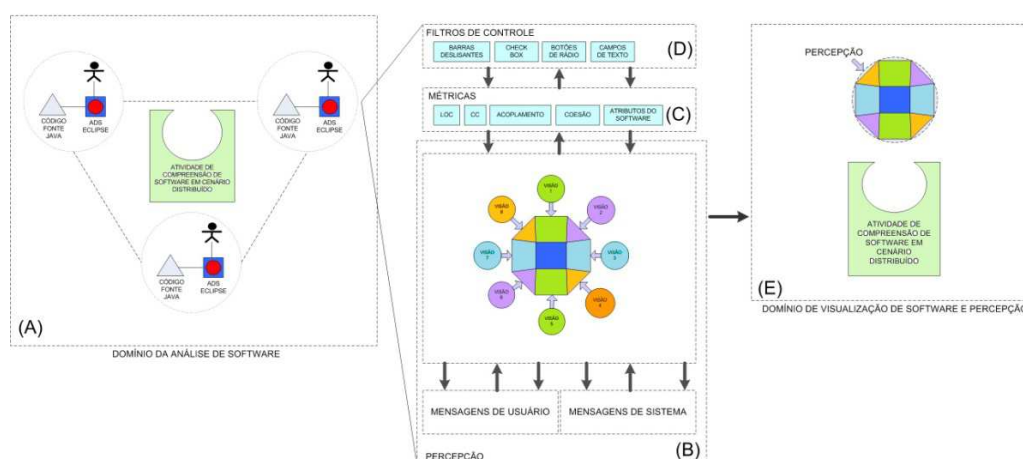 CÓDIGO
FONTE
JAVA
ADS
ECLIPSE
CÓDIGO
FONTE
JAVA
ADS
ECLIPSE
ATIVIDADE DE
COMPREENSÃO DE
SOFTWARE EM CENÁRIO
DISTRIBUÍDO
CÓDIGO
FONTE
JAVA
ADS
ECLIPSE
(A)
DOMÍNIO DA ANÁLISE DE SOFTWARE
FILTROS DE CONTROLE
(D)
BARRAS
DESLISANTES
CHECK
BOX
BOTÕES
DE RÁDIO
CAMPOS
DE TEXTO
MÉTRICAS
(C)
LOC
CC
ACOPLAMENTO
COESÃO
ATRIBUTOS DO
SOFTWARE
VISÃO
1
VISÃO
2
VISÃO
3
VISÃO
4
VISÃO
5
VISÃO
6
VISÃO
7
VISÃO
8
MENSAGENS DE USUÁRIO
MENSAGENS DE SISTEMA
(B)
PERCEPÇÃO
PERCEPÇÃO
ATIVIDADE DE
COMPREENSÃO DE
SOFTWARE EM
CENÁRIO
DISTRIBUÍDO
(E)
DOMÍNIO DE VISUALIZAÇÃO DE SOFTWARE E PERCEPÇÃO